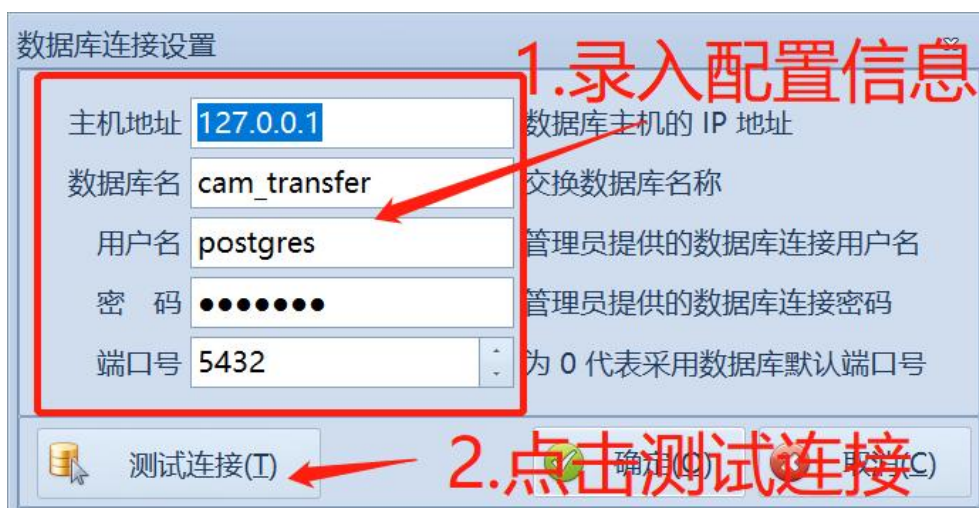 数据库连接设置
1.录入配置信息
主机地址 127.0.0.1 数据库主机的 IP 地址
数据库名 cam_transfer 交换数据库名称
用户名 postgres 管理员提供的数据库连接用户名
密 码 ●●●●●●● 管理员提供的数据库连接密码
端口号 5432 为 0 代表采用数据库默认端口号
测试连接(T) 确定(O) 取消(C)
2.点击测试连接